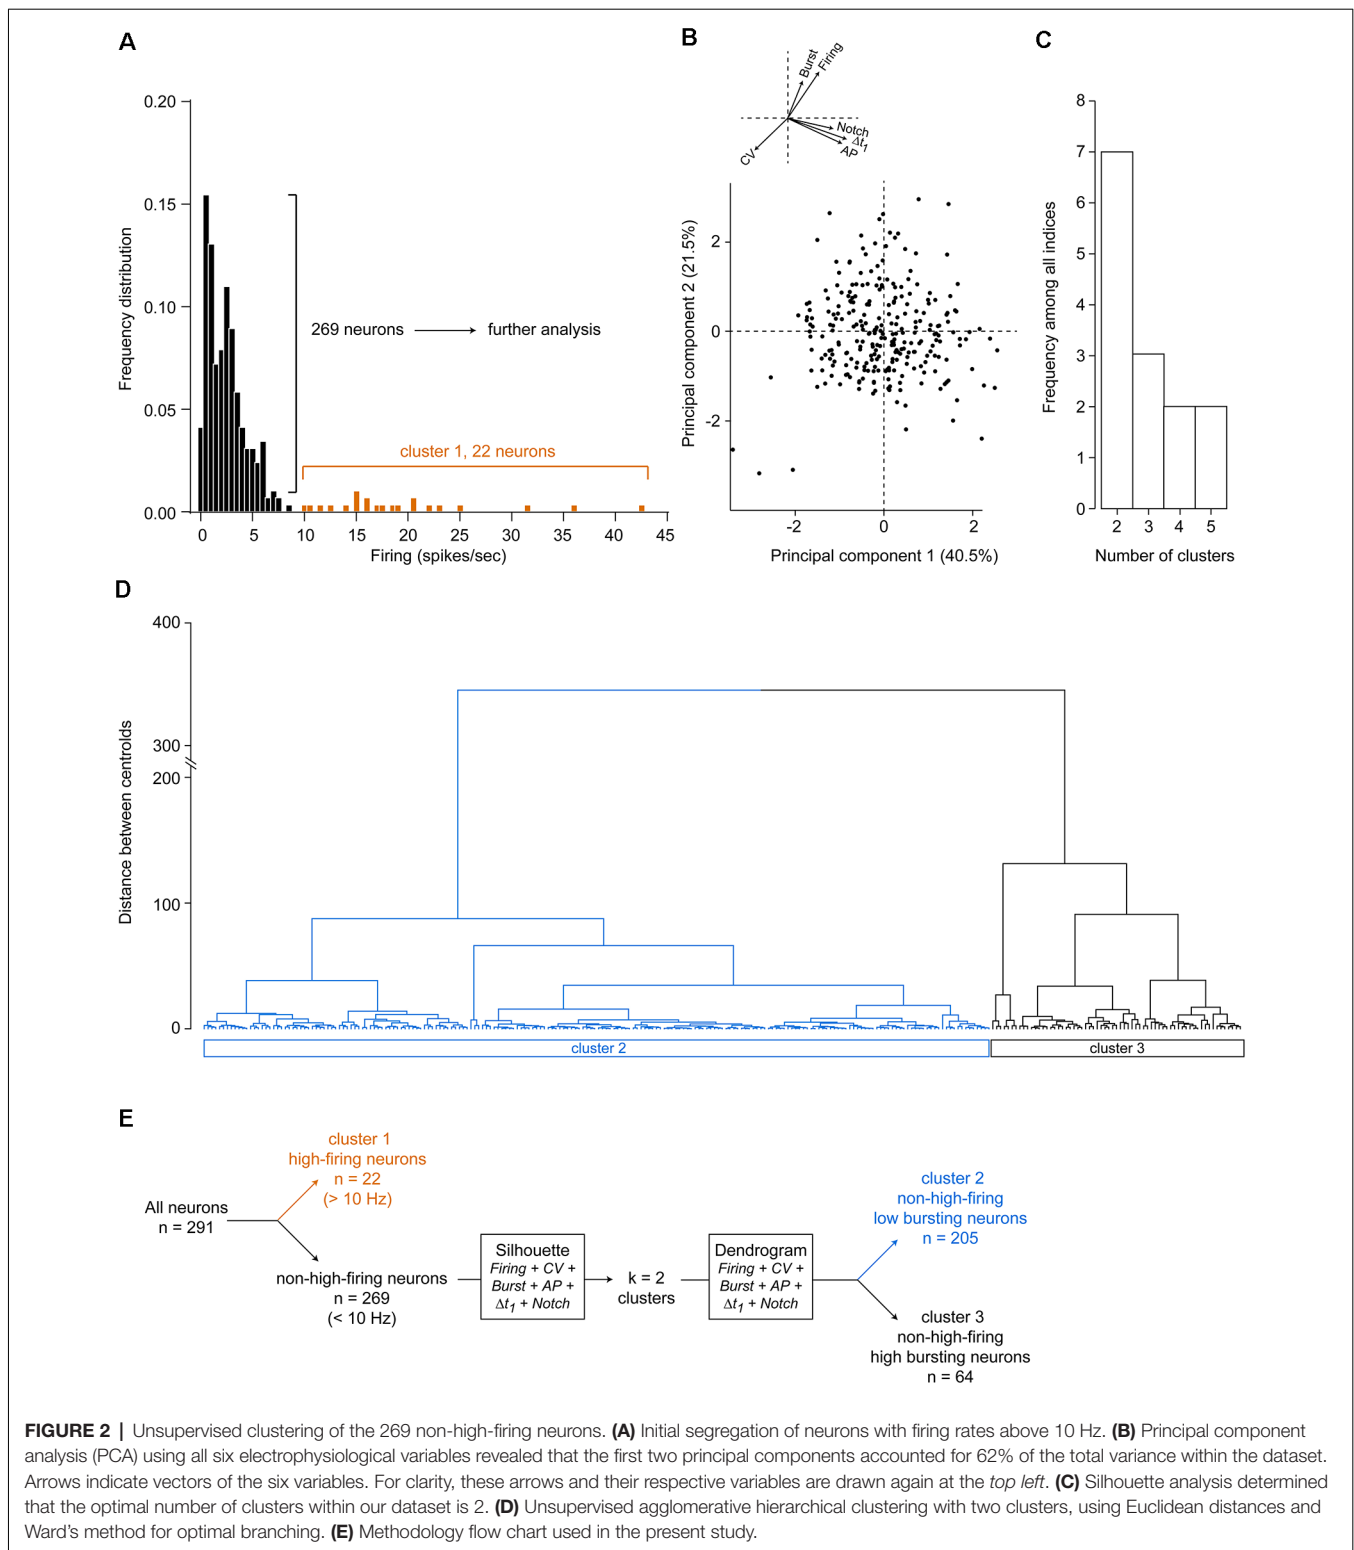 A
0.20
0.15
0.10
0.05
0.00
Frequency distribution
269 neurons
further analysis
cluster 1, 22 neurons
0 5 10 15 20 25 30 35 40 45
Firing (spikes/sec)
B
Burst
Firing
Notch
Δt1
AP
CV
2
0
-2
Principal component 2 (21.5%)
-2 0 2
Principal component 1 (40.5%)
C
8
7
6
5
4
3
2
1
0
Frequency among all indices
2 3 4 5
Number of clusters
D
400
300
200
100
0
Distance between centrolds
cluster 2
cluster 3
E
All neurons
n = 291
cluster 1
high-firing neurons
n = 22
(> 10 Hz)
non-high-firing neurons
n = 269
(< 10 Hz)
Silhouette
Firing + CV +
Burst + AP +
Δt1 + Notch
k = 2
clusters
Dendrogram
Firing + CV +
Burst + AP +
Δt1 + Notch
cluster 2
non-high-firing
low bursting neurons
n = 205
cluster 3
non-high-firing
high bursting neurons
n = 64
FIGURE 2 | Unsupervised clustering of the 269 non-high-firing neurons. (A) Initial segregation of neurons with firing rates above 10 Hz. (B) Principal component
analysis (PCA) using all six electrophysiological variables revealed that the first two principal components accounted for 62% of the total variance within the dataset.
Arrows indicate vectors of the six variables. For clarity, these arrows and their respective variables are drawn again at the top left. (C) Silhouette analysis determined
that the optimal number of clusters within our dataset is 2. (D) Unsupervised agglomerative hierarchical clustering with two clusters, using Euclidean distances and
Ward's method for optimal branching. (E) Methodology flow chart used in the present study.